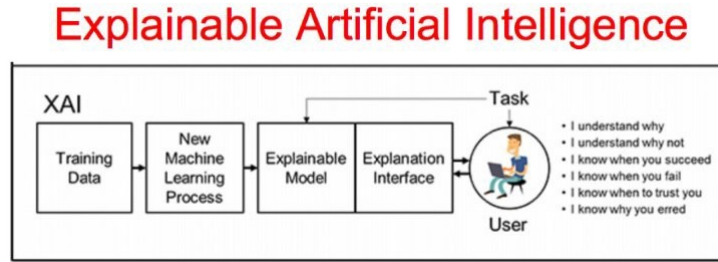 Explainable Artificial Intelligence
XAI
Training
Data
New
Machine
Learning
Process
Explainable
Model
Explanation
Interface
Task
User
• I understand why
• I understand why not
• I know when you succeed
• I know when you fail
• I know when to trust you
• I know why you erred